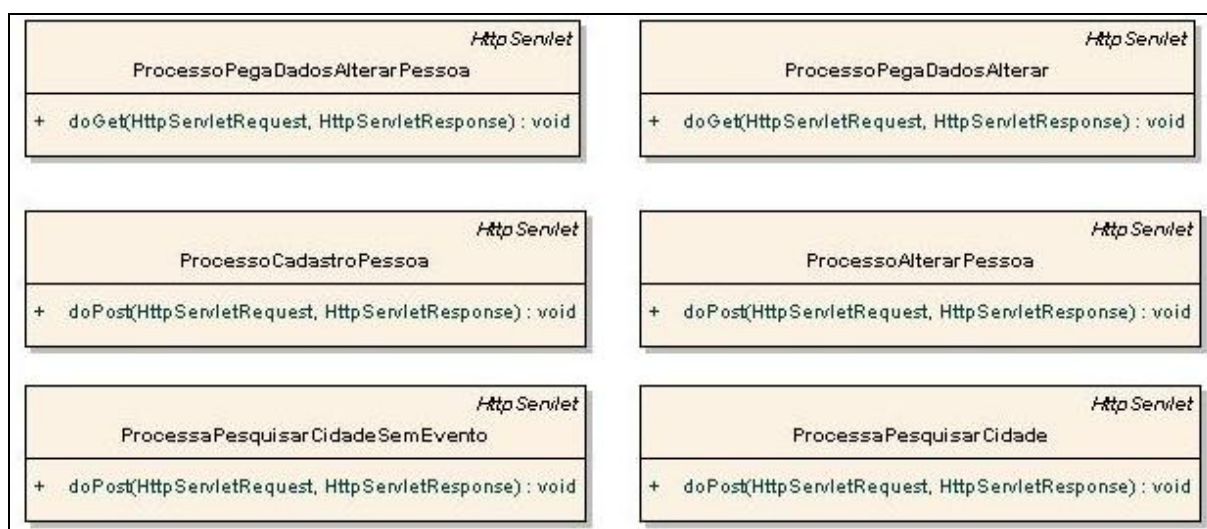 HttpServlet
ProcessoPegaDadosAlterarPessoa
+ doGet(HttpServletRequest, HttpServletResponse) : void
HttpServlet
ProcessoPegaDadosAlterar
+ doGet(HttpServletRequest, HttpServletResponse) : void
HttpServlet
ProcessoCadastroPessoa
+ doPost(HttpServletRequest, HttpServletResponse) : void
HttpServlet
ProcessoAlterarPessoa
+ doPost(HttpServletRequest, HttpServletResponse) : void
HttpServlet
ProcessaPesquisarCidadeSemEvento
+ doPost(HttpServletRequest, HttpServletResponse) : void
HttpServlet
ProcessaPesquisarCidade
+ doPost(HttpServletRequest, HttpServletResponse) : void